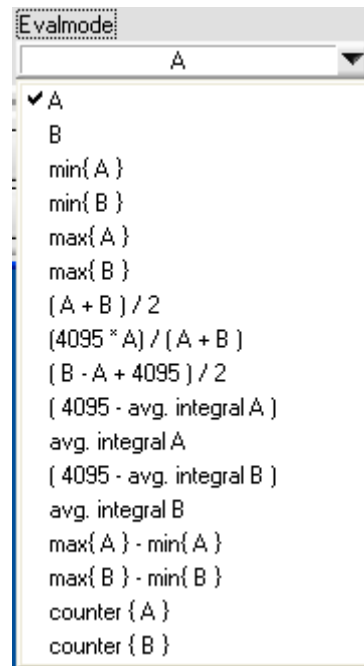 Evalmode
A
A
B
min{ A }
min{ B }
max{ A }
max{ B }
( A + B ) / 2
(4095 * A) / ( A + B )
( B - A + 4095 ) / 2
( 4095 - avg. integral A )
avg. integral A
( 4095 - avg. integral B )
avg. integral B
max{ A } - min{ A }
max{ B } - min{ B }
counter { A }
counter { B }